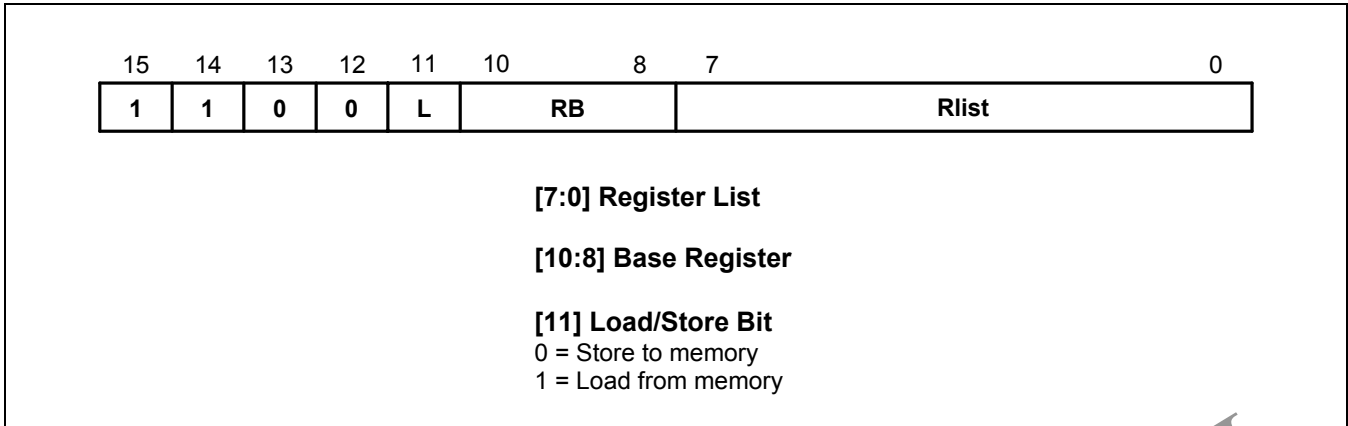 15 14 13 12 11 10 8 7 0
1 1 0 0 L RB Rlist
[7:0] Register List
[10:8] Base Register
[11] Load/Store Bit
0 = Store to memory
1 = Load from memory